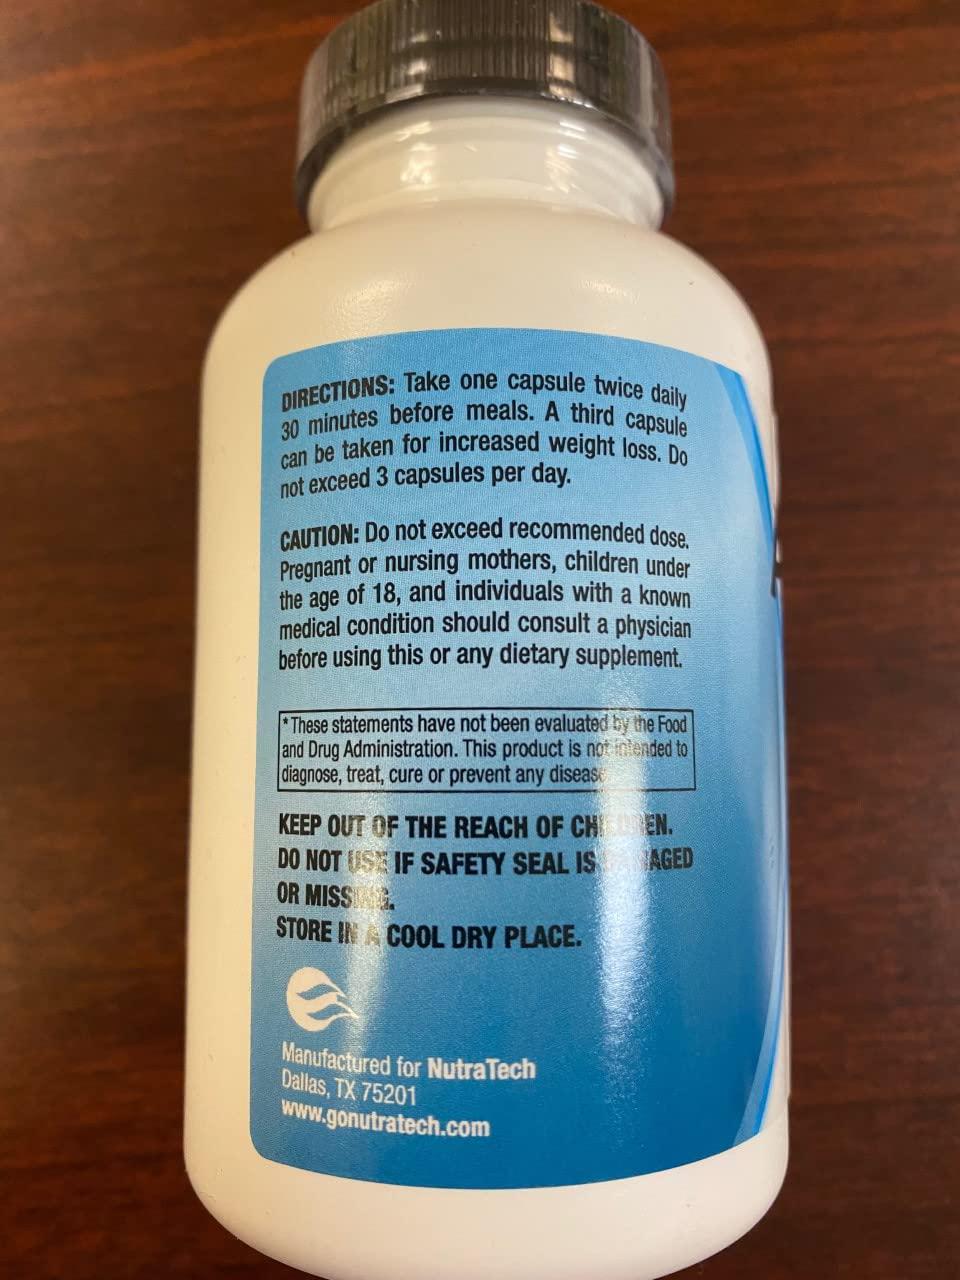 DIRECTIONS: Take one capsule twice daily
30 minutes before meals. A third capsule
can be taken for increased weight loss. Do
not exceed 3 capsules per day.
CAUTION: Do not exceed recommended dose.
Pregnant or nursing mothers, children under
the age of 18, and individuals with a known
medical condition should consult a physician
before using this or any dietary supplement.
* These statements have not been evaluated by the Food
and Drug Administration. This product is not intended to
diagnose, treat, cure or prevent any disease
KEEP OUT OF THE REACH OF CHILDREN.
DO NOT USE IF SAFETY SEAL IS DAMAGED
OR MISSING.
STORE IN A COOL DRY PLACE.
Manufactured for NutraTech
Dallas, TX 75201
www.gonutratech.com